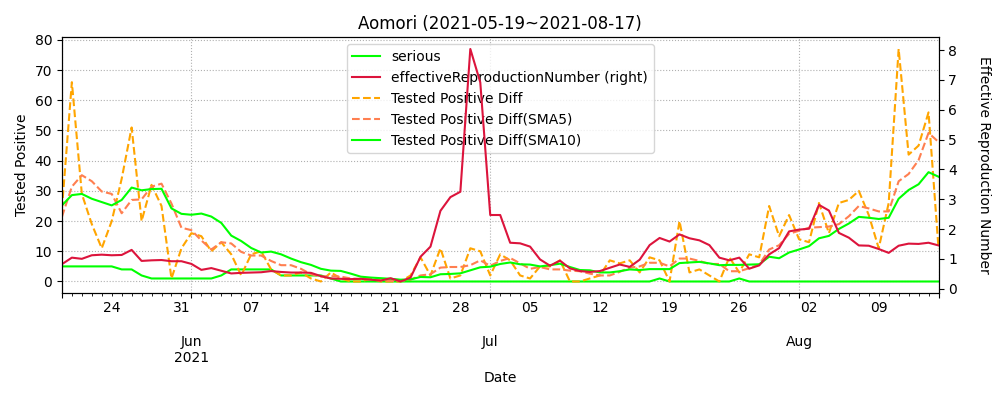 Aomori (2021-05-19~2021-08-17)
serious
effectiveReproductionNumber (right)
Tested Positive Diff
Tested Positive Diff(SMA5)
Tested Positive Diff(SMA10)
Tested Positive
80
70
60
50
40
30
20
10
0
Effective Reproduction Number
8
7
6
5
4
3
2
1
0
24 31 07 14 21 28 05 12 19 26 02 09
Jun Jul Aug
2021
Date